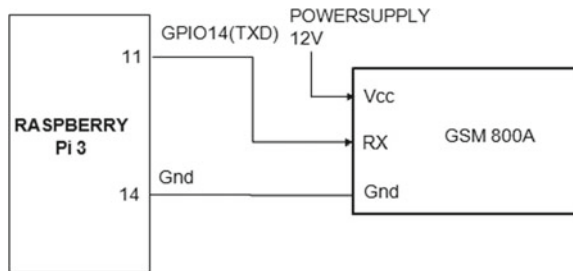 POWERSUPPLY
12V
GPIO14(TXD)
11
Vcc
RASPBERRY
Pi 3
RX
GSM 800A
Gnd
14
Gnd